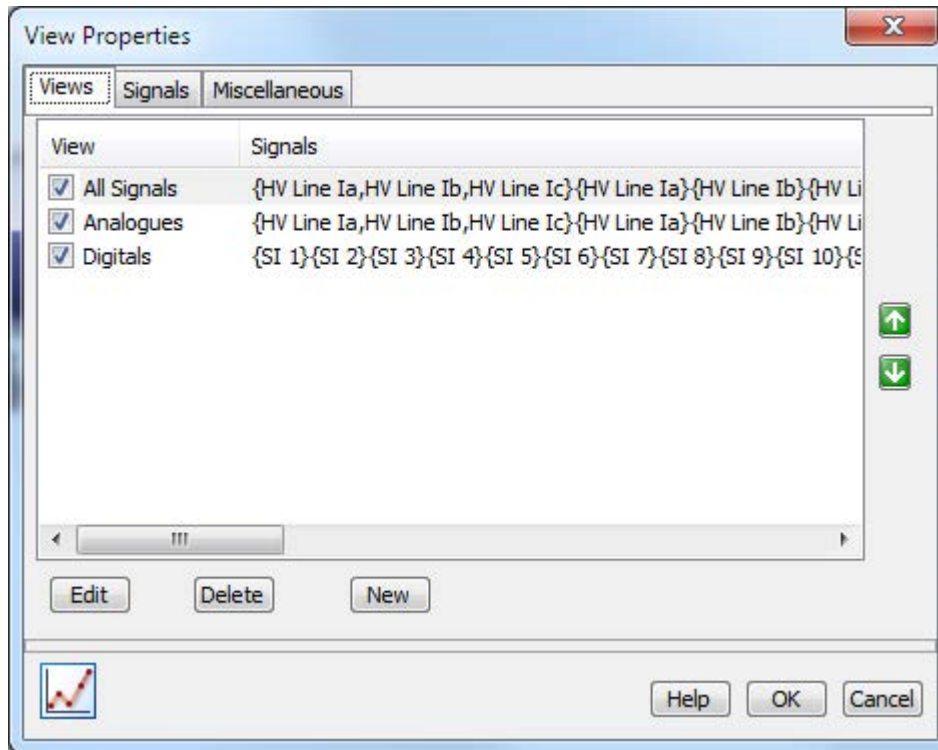 View Properties
Views Signals Miscellaneous
View Signals
All Signals {HV Line Ia,HV Line Ib,HV Line Ic}{HV Line Ia}{HV Line Ib}{HV Li
Analogues {HV Line Ia,HV Line Ib,HV Line Ic}{HV Line Ia}{HV Line Ib}{HV Li
Digitals {SI 1}{SI 2}{SI 3}{SI 4}{SI 5}{SI 6}{SI 7}{SI 8}{SI 9}{SI 10}{S
Edit Delete New
Help OK Cancel